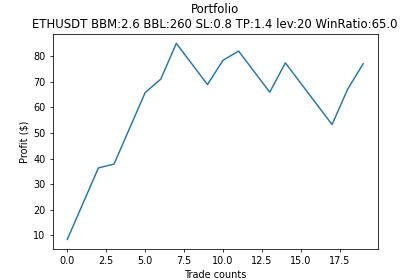 Portfolio
ETHUSDT BBM:2.6 BBL:260 SL:0.8 TP:1.4 lev:20 WinRatio:65.0
Profit ($)
80
70
60
50
40
30
20
10
0.0 2.5 5.0 7.5 10.0 12.5 15.0 17.5
Trade counts